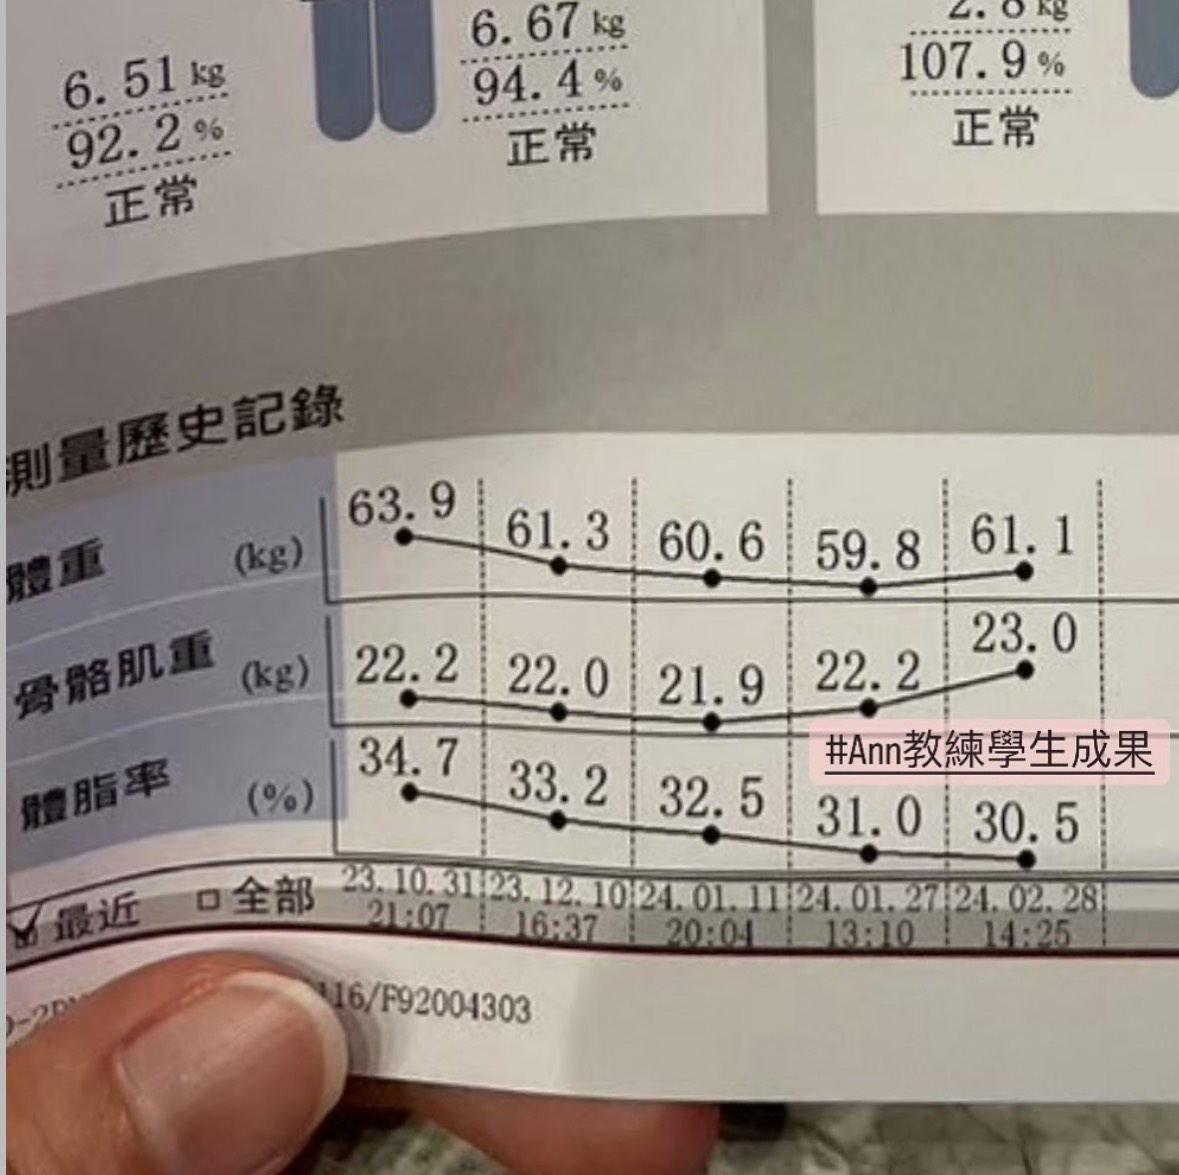 6.51 kg
92.2 %
正常
6.67 kg
94.4 %
正常
2.8 kg
107.9 %
正常
測量歷史記錄
體重 (kg) 63.9 61.3 60.6 59.8 61.1
骨骼肌重 (kg) 22.2 22.0 21.9 22.2 23.0
#Ann教練學生成果
體脂率 (%) 34.7 33.2 32.5 31.0 30.5
最近 全部 23.10.31 23.12.10 24.01.11 24.01.27 24.02.28
21:07 16:37 20:04 13:10 14:25
116/F92004303